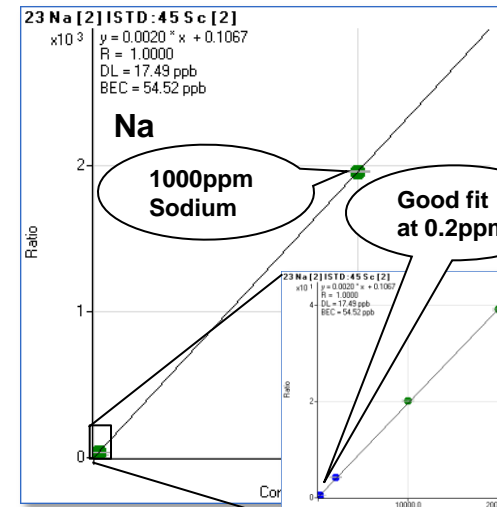 23 Na [2] ISTD:45 Sc [2]
x10 3
y = 0.0020 * x + 0.1067
R = 1.0000
DL = 17.49 ppb
BEC = 54.52 ppb
Na
2
1000ppm
Sodium
Good fit
at 0.2ppm
Ratio
1
0
23 Na [2] ISTD:45 Sc [2]
x10 1
y = 0.0020 * x + 0.1067
R = 1.0000
DL = 17.49 ppb
BEC = 54.52 ppb
4
Ratio
2
0
10000.0